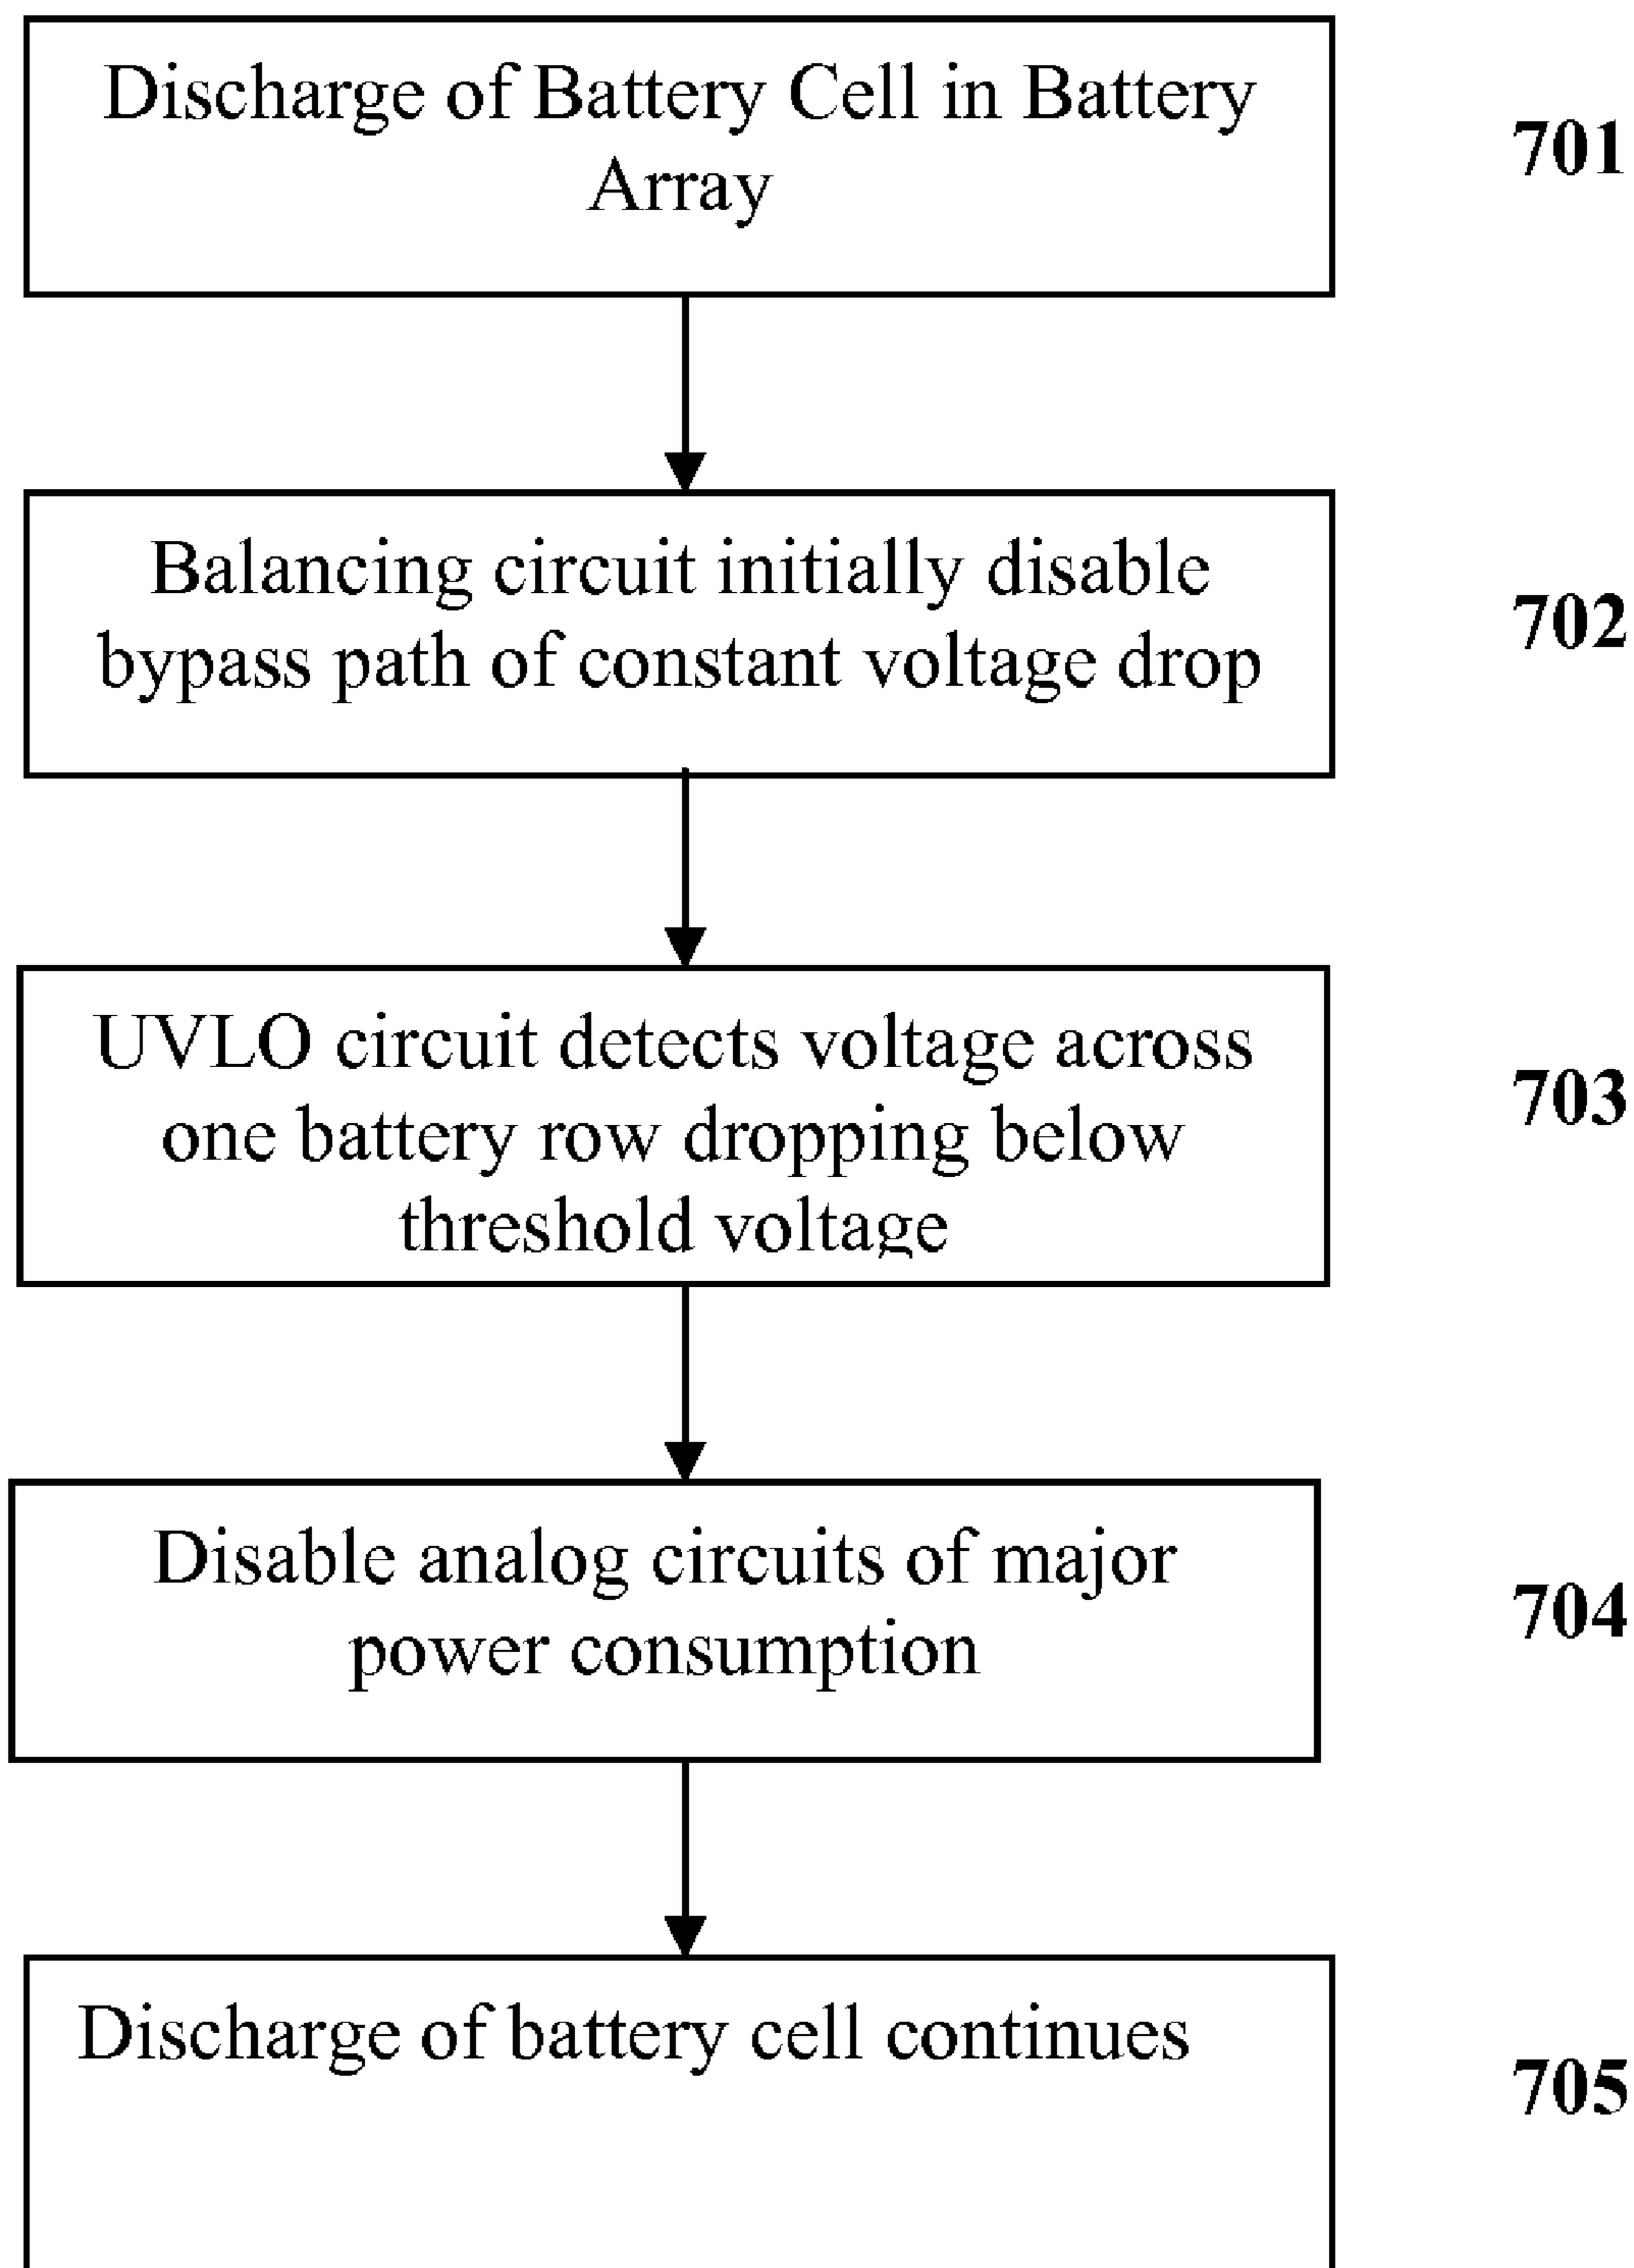 Discharge of Battery Cell in Battery
Array
701
Balancing circuit initially disable
bypass path of constant voltage drop
702
UVLO circuit detects voltage across
one battery row dropping below
threshold voltage
703
Disable analog circuits of major
power consumption
704
Discharge of battery cell continues
705